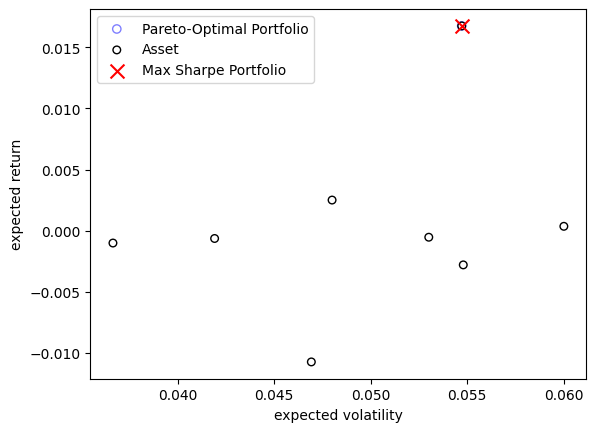 Pareto-Optimal Portfolio
Asset
Max Sharpe Portfolio
0.015
0.010
0.005
0.000
−0.005
−0.010
expected return
0.040 0.045 0.050 0.055 0.060
expected volatility